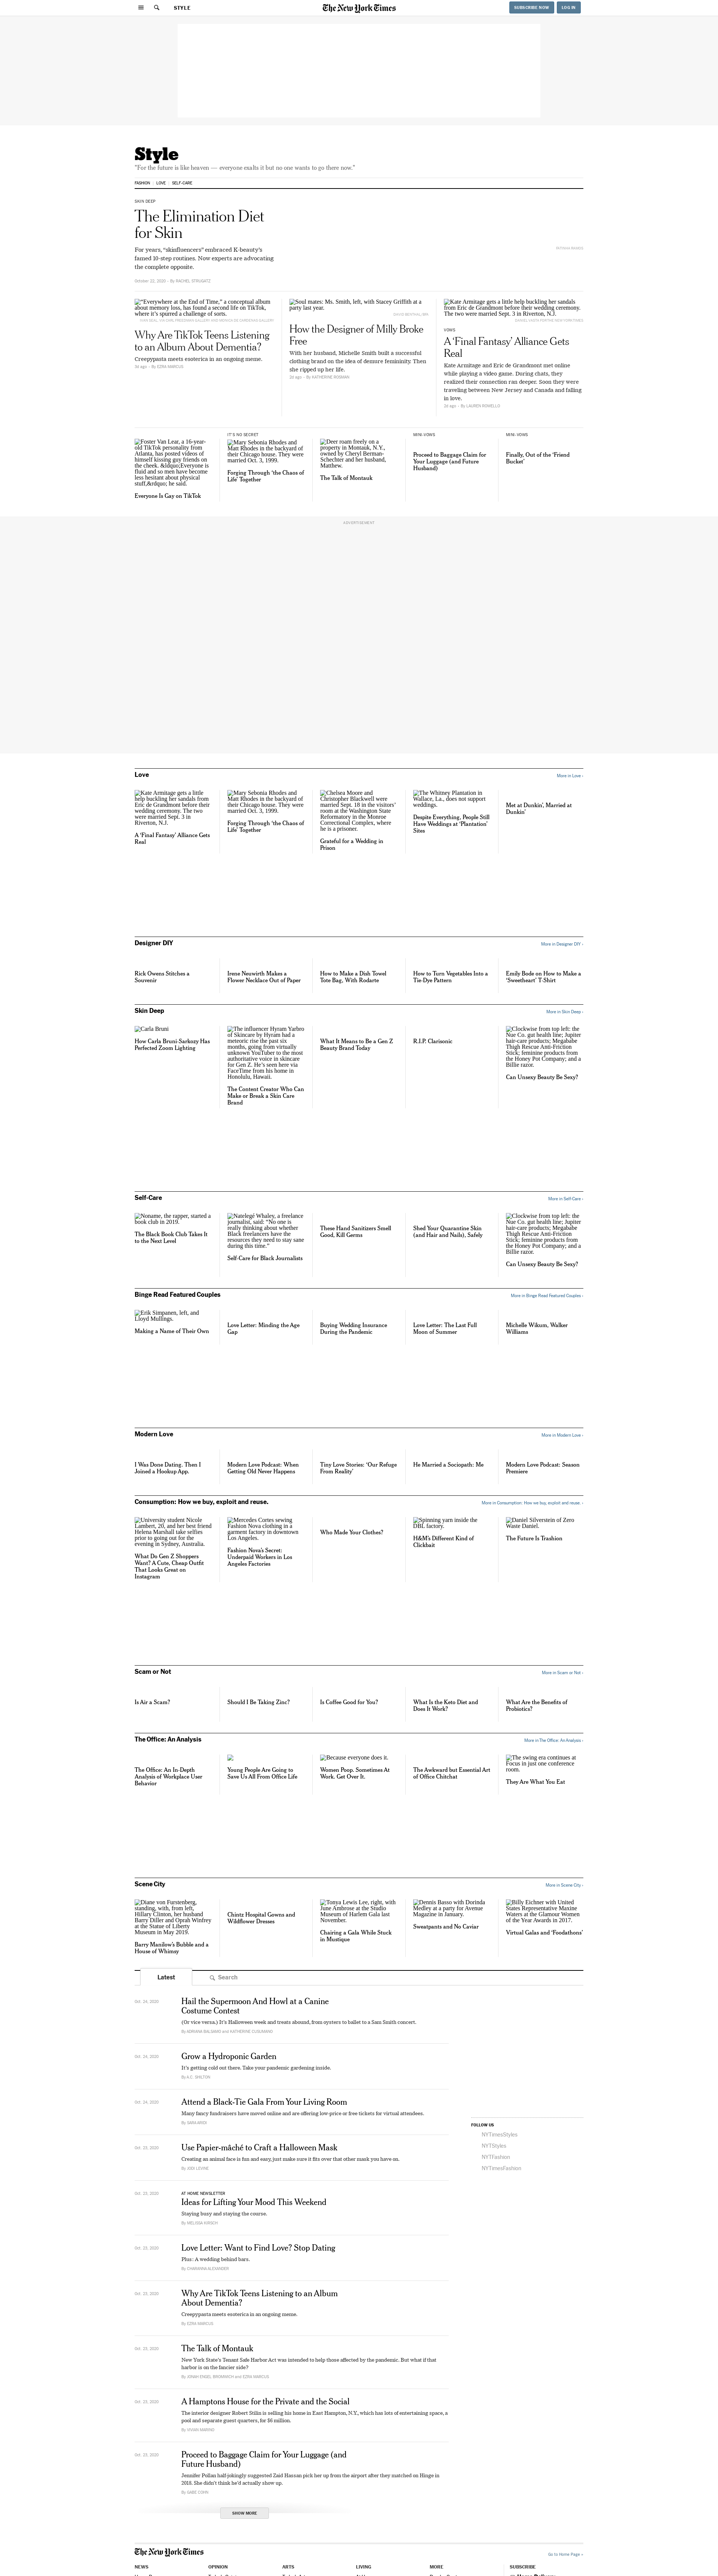 STYLE
The New York Times
SUBSCRIBE NOW
LOG IN
Style
"For the future is like heaven — everyone exalts it but no one wants to go there now."
FASHION
LOVE
SELF-CARE
SKIN DEEP
The Elimination Diet
for Skin
For years, "skinfluencers" embraced K-beauty's
famed 10-step routines. Now experts are advocating
the complete opposite.
October 22, 2020 · By RACHEL STRUGATZ
"Everywhere at the End of Time," a conceptual album
about memory loss, has found a second life on TikTok,
where it's spurred a challenge of sorts.
Why Are TikTok Teens Listening
to an Album About Dementia?
Creepypasta meets esoterica in an ongoing meme.
3d ago · By EZRA MARCUS
Soul mates: Ms. Smith, left, with Stacey Griffith at a
party last year.
How the Designer of Milly Broke
Free
With her husband, Michelle Smith built a successful
clothing brand on the idea of demure femininity. Then
she ripped up her life.
2d ago · By KATHERINE ROSMAN
Kate Armitage gets a little help buckling her sandals
from Eric de Grandmont before their wedding ceremony.
The two were married Sept. 3 in Riverton, N.J.
VOWS
A 'Final Fantasy' Alliance Gets
Real
Kate Armitage and Eric de Grandmont met online
while playing a video game. During chats, they
realized their connection ran deeper. Soon they were
traveling between New Jersey and Canada and falling
in love.
2d ago · By LAUREN ROWELLO
Foster Van Lear, a 16-year-
old TikTok personality from
Atlanta, has posted videos of
himself kissing guy friends on
the cheek. &ldquo;Everyone is
fluid and so men have become
less hesitant about physical
stuff,&rdquo; he said.
Everyone Is Gay on TikTok
IT'S NO SECRET
Mary Sebonia Rhodes and
Matt Rhodes in the backyard of
their Chicago house. They were
married Oct. 3, 1999.
Forging Through 'the Chaos of
Life' Together
Deer roam freely on a
property in Montauk, N.Y.,
owned by Cheryl Berman-
Schechter and her husband,
Matthew.
The Talk of Montauk
MINI-VOWS
Proceed to Baggage Claim for
Your Luggage (and Future
Husband)
MINI-VOWS
Finally, Out of the 'Friend
Bucket'
ADVERTISEMENT
Love
More in Love ›
Kate Armitage gets a little
help buckling her sandals from
Eric de Grandmont before their
wedding ceremony. The two
were married Sept. 3 in
Riverton, N.J.
A 'Final Fantasy' Alliance Gets
Real
Mary Sebonia Rhodes and
Matt Rhodes in the backyard of
their Chicago house. They were
married Oct. 3, 1999.
Forging Through 'the Chaos of
Life' Together
Chelsea Moore and
Christopher Blackwell were
married Sept. 18 in the visitors'
area at the Washington State
Reformatory in the Monroe
Correctional Complex, where
he is a prisoner.
Grateful for a Wedding in
Prison
The Whitney Plantation in
Wallace, La., does not support
weddings.
Despite Everything, People Still
Have Weddings at 'Plantation'
Sites
Met at Dunkin', Married at
Dunkin'
Designer DIY
More in Designer DIY ›
Rick Owens Stitches a
Souvenir
Irene Neuwirth Makes a
Flower Necklace Out of Paper
How to Make a Dish Towel
Tote Bag, With Rodarte
How to Turn Vegetables Into a
Tie-Dye Pattern
Emily Bode on How to Make a
'Sweetheart' T-Shirt
Skin Deep
More in Skin Deep ›
Carla Bruni
How Carla Bruni-Sarkozy Has
Perfected Zoom Lighting
The influencer Hyram Yarbro
of Skincare by Hyram had a
meteoric rise the past six
months, going from virtually
unknown YouTuber to the most
authoritative voice in skincare
for Gen Z. He's seen here via
FaceTime from his home in
Honolulu, Hawaii.
The Content Creator Who Can
Make or Break a Skin Care
Brand
What It Means to Be a Gen Z
Beauty Brand Today
R.I.P. Clarisonic
Clockwise from top left: the
Nue Co. gut health line; Jupiter
hair-care products; Megababe
Thigh Rescue Anti-Friction
Stick; feminine products from
the Honey Pot Company; and a
Billie razor.
Can Unsexy Beauty Be Sexy?
Self-Care
More in Self-Care ›
Noname, the rapper, started a
book club in 2019.
The Black Book Club Takes It
to the Next Level
Natelegé Whaley, a freelance
journalist, said: "No one is
really thinking about whether
Black freelancers have the
resources they need to stay sane
during this time."
Self-Care for Black Journalists
These Hand Sanitizers Smell
Good, Kill Germs
Shed Your Quarantine Skin
(and Hair and Nails), Safely
Clockwise from top left: the
Nue Co. gut health line; Jupiter
hair-care products; Megababe
Thigh Rescue Anti-Friction
Stick; feminine products from
the Honey Pot Company; and a
Billie razor.
Can Unsexy Beauty Be Sexy?
Binge Read Featured Couples
More in Binge Read Featured Couples ›
Erik Simpanen, left, and
Lloyd Mullings.
Making a Name of Their Own
Love Letter: Minding the Age
Gap
Buying Wedding Insurance
During the Pandemic
Love Letter: The Last Full
Moon of Summer
Michelle Wikum, Walker
Williams
Modern Love
More in Modern Love ›
I Was Done Dating. Then I
Joined a Hookup App.
Modern Love Podcast: When
Getting Old Never Happens
Tiny Love Stories: 'Our Refuge
From Reality'
He Married a Sociopath: Me
Modern Love Podcast: Season
Premiere
Consumption: How we buy, exploit and reuse.
More in Consumption: How we buy, exploit and reuse. ›
University student Nicole
Lambert, 20, and her best friend
Helena Marshall take selfies
prior to going out for the
evening in Sydney, Australia.
What Do Gen Z Shoppers
Want? A Cute, Cheap Outfit
That Looks Great on
Instagram
Mercedes Cortes sewing
Fashion Nova clothing in a
garment factory in downtown
Los Angeles.
Fashion Nova's Secret:
Underpaid Workers in Los
Angeles Factories
Who Made Your Clothes?
Spinning yarn inside the
DBL factory.
H&M's Different Kind of
Clickbait
Daniel Silverstein of Zero
Waste Daniel.
The Future Is Trashion
Scam or Not
More in Scam or Not ›
Is Air a Scam?
Should I Be Taking Zinc?
Is Coffee Good for You?
What Is the Keto Diet and
Does It Work?
What Are the Benefits of
Probiotics?
The Office: An Analysis
More in The Office: An Analysis ›
The Office: An In-Depth
Analysis of Workplace User
Behavior
Young People Are Going to
Save Us All From Office Life
Because everyone does it.
Women Poop. Sometimes At
Work. Get Over It.
The Awkward but Essential Art
of Office Chitchat
The swing era continues at
Focus in just one conference
room.
They Are What You Eat
Scene City
More in Scene City ›
Diane von Furstenberg,
standing, with, from left,
Hillary Clinton, her husband
Barry Diller and Oprah Winfrey
at the Statue of Liberty
Museum in May 2019.
Barry Manilow's Bubble and a
House of Whimsy
Chintz Hospital Gowns and
Wildflower Dresses
Tonya Lewis Lee, right, with
June Ambrose at the Studio
Museum of Harlem Gala last
November.
Chairing a Gala While Stuck
in Mustique
Dennis Basso with Dorinda
Medley at a party for Avenue
Magazine in January.
Sweatpants and No Caviar
Billy Eichner with United
States Representative Maxine
Waters at the Glamour Women
of the Year Awards in 2017.
Virtual Galas and 'Feedathons'
Latest
Search
Oct. 24, 2020
Hail the Supermoon And Howl at a Canine
Costume Contest
(Or vice versa.) It's Halloween week and treats abound, from oysters to ballet to a Sam Smith concert.
By ADRIANA BALSAMO and KATHERINE CUSUMANO
Oct. 24, 2020
Grow a Hydroponic Garden
It's getting cold out there. Take your pandemic gardening inside.
By A.C. SHILTON
Oct. 24, 2020
Attend a Black-Tie Gala From Your Living Room
Many fancy fundraisers have moved online and are offering low-price or free tickets for virtual attendees.
By SARA ARIDI
Oct. 23, 2020
Use Papier-mâché to Craft a Halloween Mask
Creating an animal face is fun and easy, just make sure it fits over that other mask you have on.
By JODI LEVINE
Oct. 23, 2020
AT HOME NEWSLETTER
Ideas for Lifting Your Mood This Weekend
Staying busy and staying the course.
By MELISSA KIRSCH
Oct. 23, 2020
Love Letter: Want to Find Love? Stop Dating
Plus: A wedding behind bars.
By CHARANNA ALEXANDER
Oct. 23, 2020
Why Are TikTok Teens Listening to an Album
About Dementia?
Creepypasta meets esoterica in an ongoing meme.
By EZRA MARCUS
Oct. 23, 2020
The Talk of Montauk
New York State's Tenant Safe Harbor Act was intended to help those affected by the pandemic. But what if that
harbor is on the fancier side?
By JONAH ENGEL BROMWICH and EZRA MARCUS
Oct. 23, 2020
A Hamptons House for the Private and the Social
The interior designer Robert Stilin is selling his home in East Hampton, N.Y., which has lots of entertaining space, a
pool and separate guest quarters, for $6 million.
By VIVIAN MARINO
Oct. 23, 2020
Proceed to Baggage Claim for Your Luggage (and
Future Husband)
Jennifer Pollan half-jokingly suggested Zaid Hassan pick her up from the airport after they matched on Hinge in
2018. She didn't think he'd actually show up.
By GABE COHN
SHOW MORE
FOLLOW US
NYTimesStyles
NYTStyles
NYTFashion
NYTimesFashion
The New York Times
Go to Home Page »
NEWS
OPINION
ARTS
LIVING
MORE
SUBSCRIBE